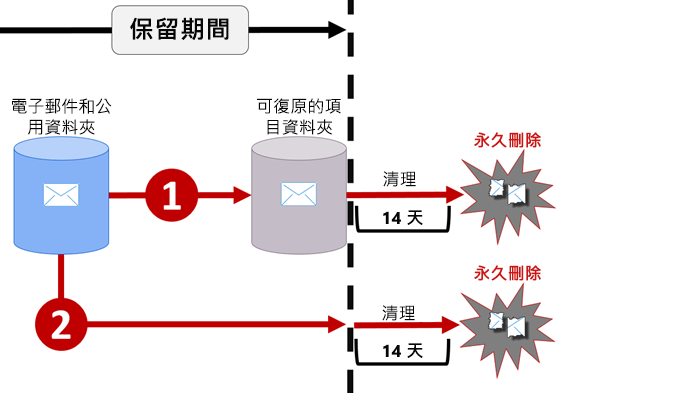 保留期間
電子郵件和公
用資料夾
可復原的項
目資料夾
永久刪除
清理
1
14 天
永久刪除
清理
2
14 天